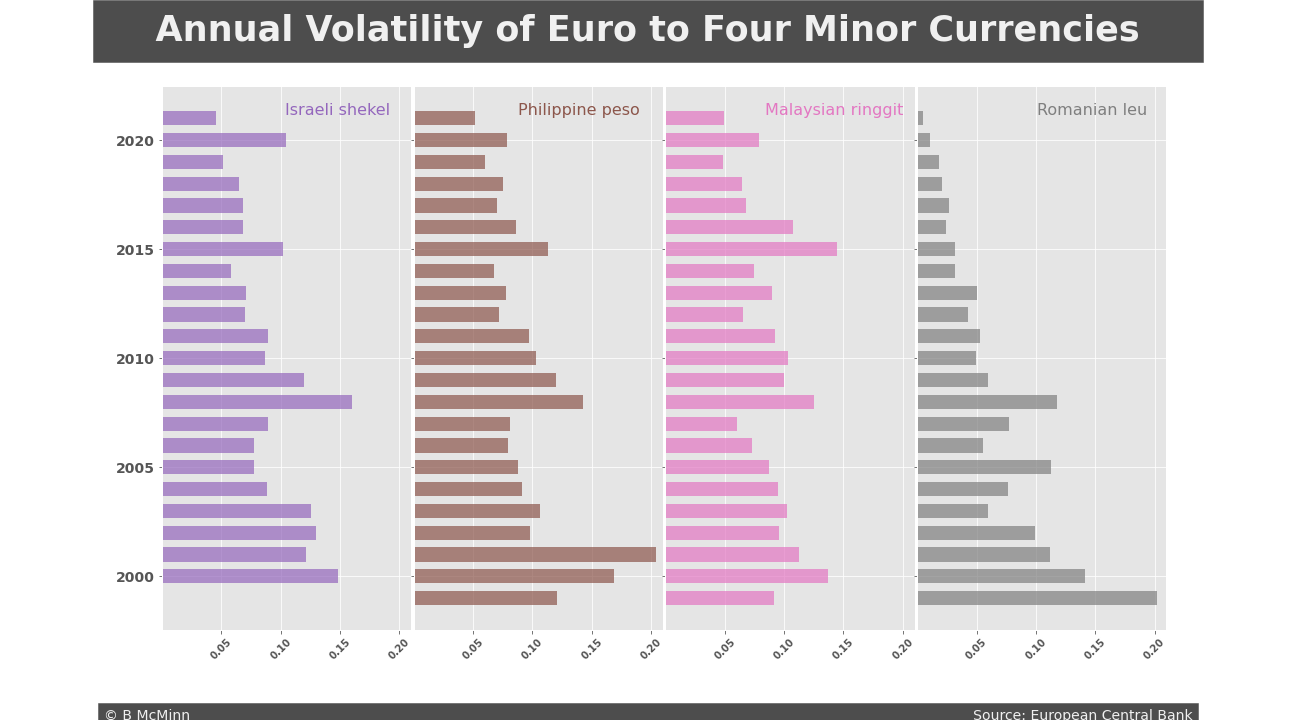 Annual Volatility of Euro to Four Minor Currencies
Israeli shekel
Philippine peso
Malaysian ringgit
Romanian leu
2020
2015
2010
2005
2000
0.05 0.10 0.15 0.20 0.05 0.10 0.15 0.20 0.05 0.10 0.15 0.20 0.05 0.10 0.15 0.20
© B McMinn
Source: European Central Bank